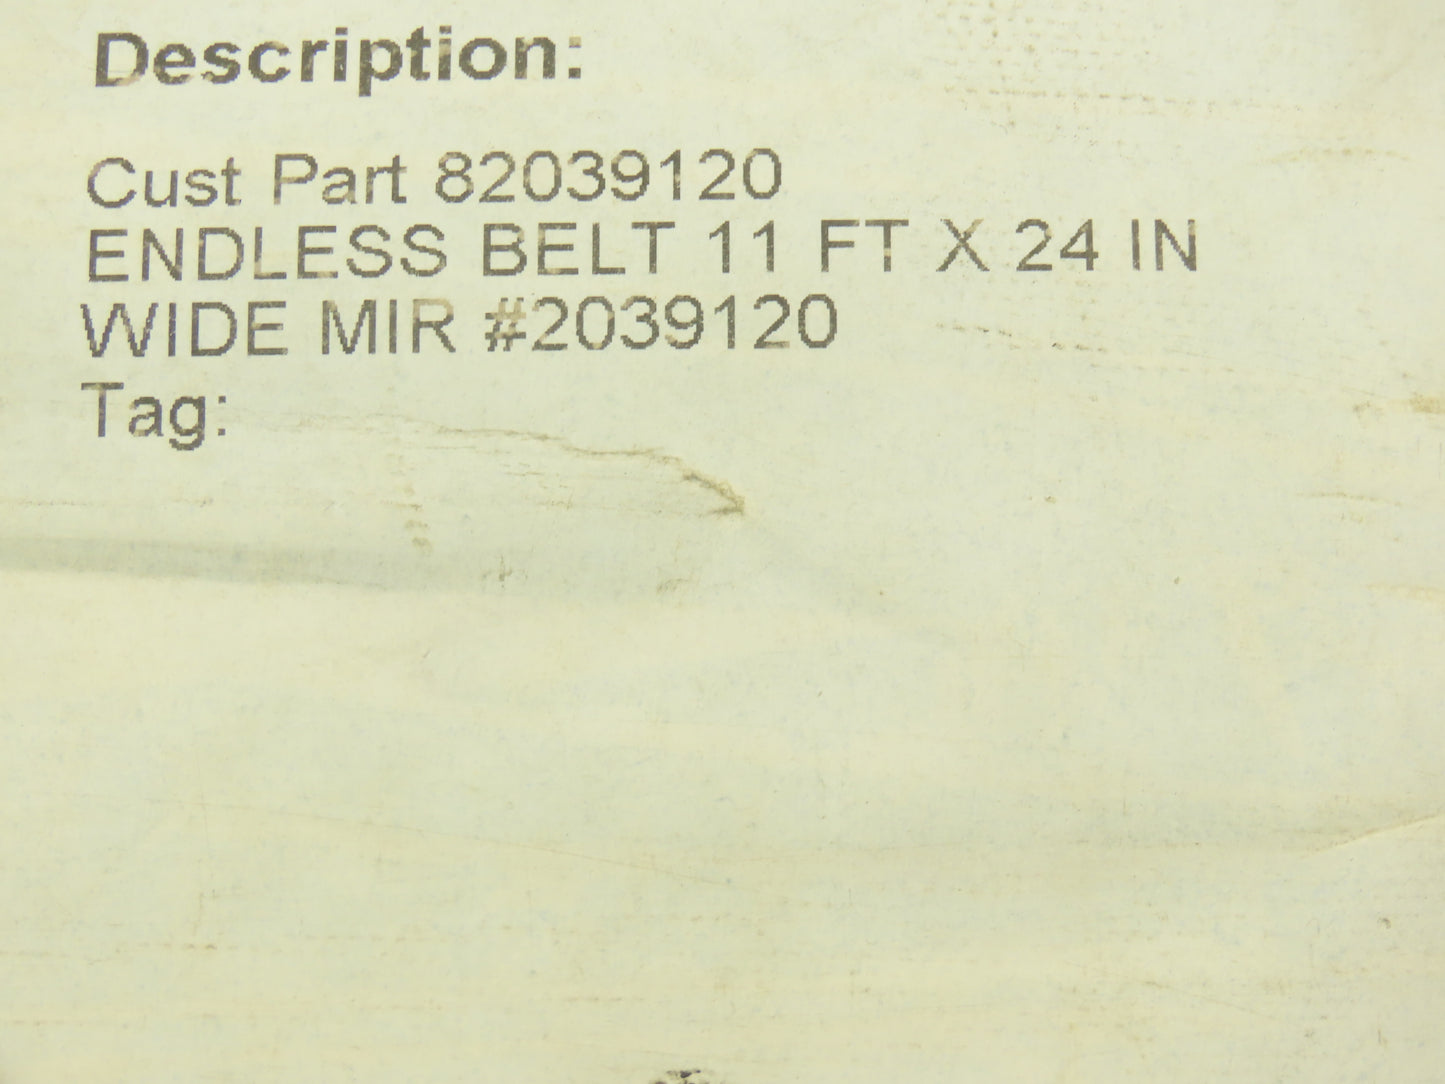 Description:
Cust Part 82039120
ENDLESS BELT 11 FT X 24 IN
WIDE MIR #2039120
Tag: